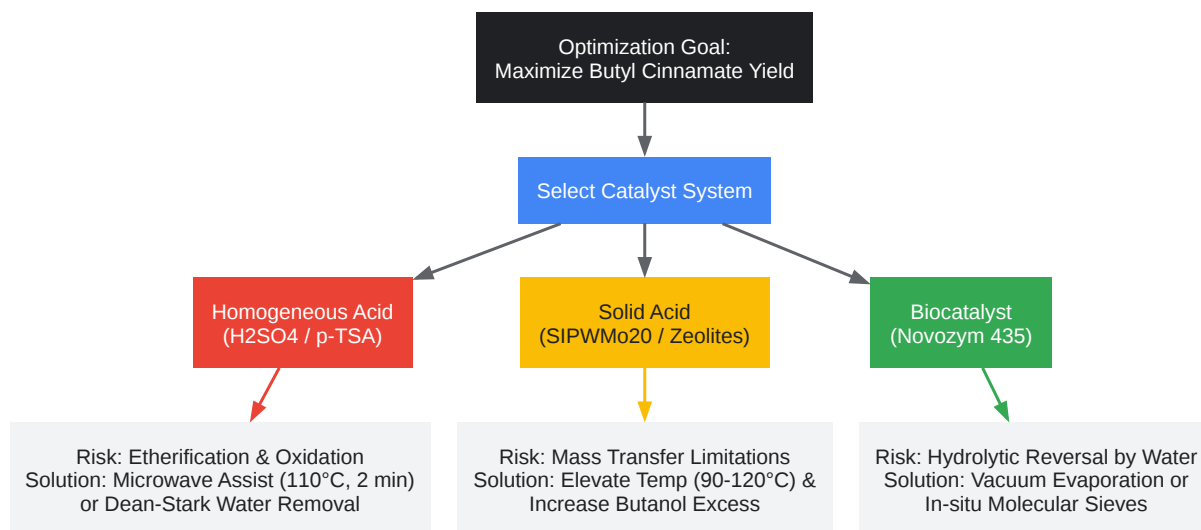 Optimization Goal:
Maximize Butyl Cinnamate Yield
Select Catalyst System
Homogeneous Acid
(H2SO4 / p-TSA)
Solid Acid
(SIPWMo20 / Zeolites)
Biocatalyst
(Novozym 435)
Risk: Etherification & Oxidation
Solution: Microwave Assist (110°C, 2 min)
or Dean-Stark Water Removal
Risk: Mass Transfer Limitations
Solution: Elevate Temp (90-120°C) &
Increase Butanol Excess
Risk: Hydrolytic Reversal by Water
Solution: Vacuum Evaporation or
In-situ Molecular Sieves